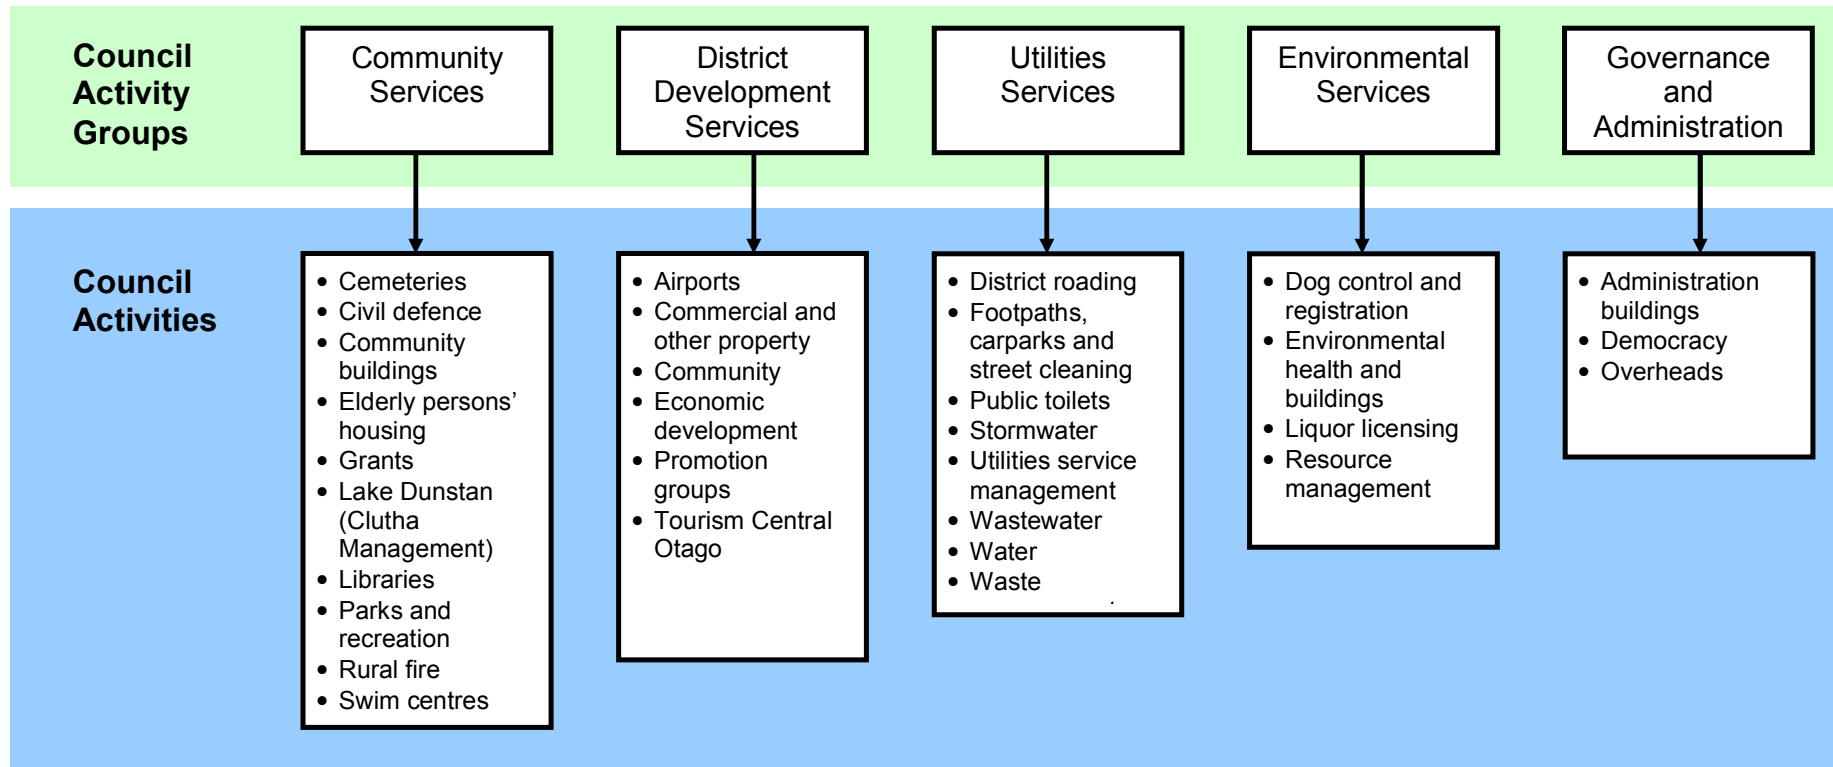 Council
Activity
Groups
Community
Services
District
Development
Services
Utilities
Services
Environmental
Services
Governance
and
Administration
Council
Activities
• Cemeteries
• Civil defence
• Community
buildings
• Elderly persons’
housing
• Grants
• Lake Dunstan
(Clutha
Management)
• Libraries
• Parks and
recreation
• Rural fire
• Swim centres
• Airports
• Commercial and
other property
• Community
• Economic
development
• Promotion
groups
• Tourism Central
Otago
• District roading
• Footpaths,
carparks and
street cleaning
• Public toilets
• Stormwater
• Utilities service
management
• Wastewater
• Water
• Waste
• Dog control and
registration
• Environmental
health and
buildings
• Liquor licensing
• Resource
management
• Administration
buildings
• Democracy
• Overheads